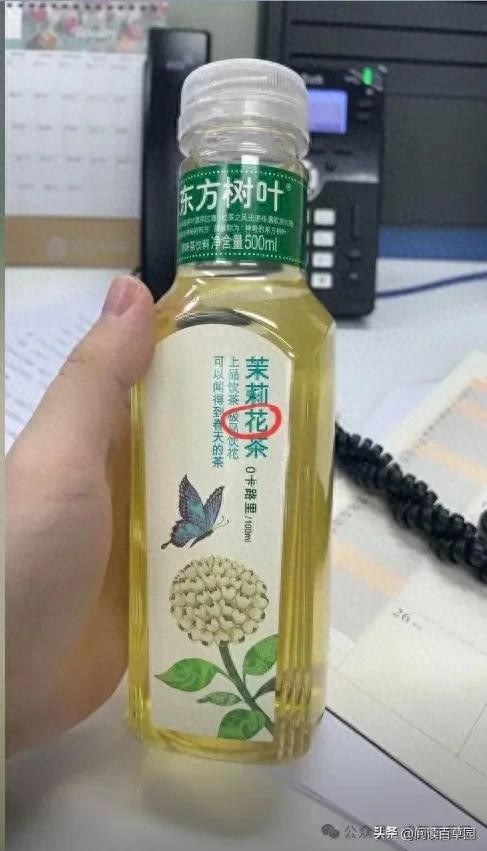 东方树叶®
净含量500ml
茉莉花茶
0卡路里/100ml
上品饮茶 极品饮花
可以闻得到春天的茶
26
头条 @阅读百草园